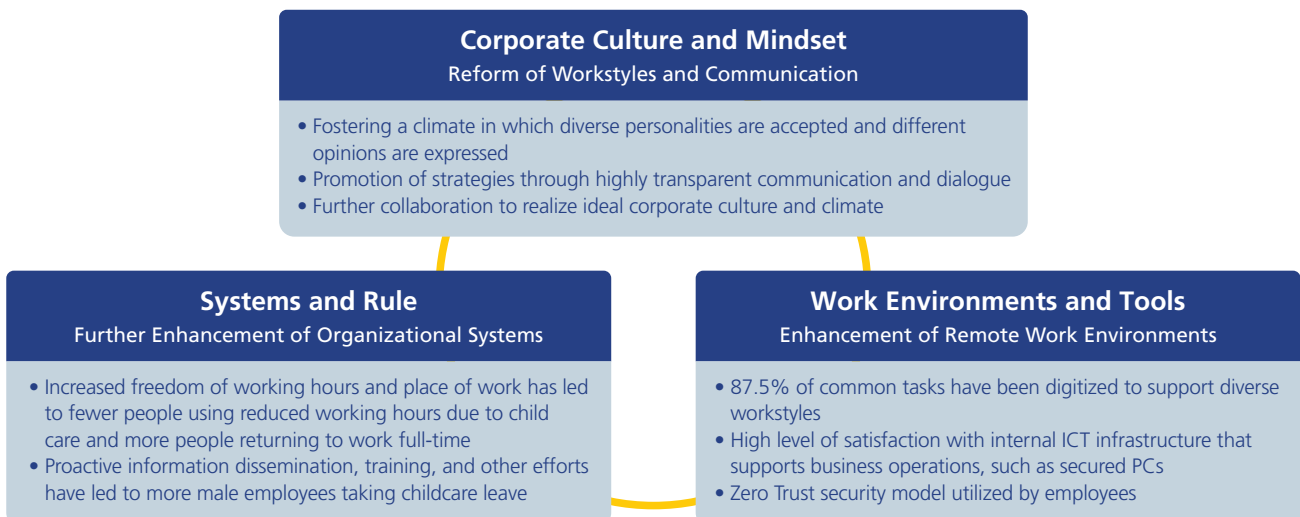 Corporate Culture and Mindset
Reform of Workstyles and Communication
• Fostering a climate in which diverse personalities are accepted and different
opinions are expressed
• Promotion of strategies through highly transparent communication and dialogue
• Further collaboration to realize ideal corporate culture and climate
Systems and Rule
Further Enhancement of Organizational Systems
• Increased freedom of working hours and place of work has led
to fewer people using reduced working hours due to child
care and more people returning to work full-time
• Proactive information dissemination, training, and other efforts
have led to more male employees taking childcare leave
Work Environments and Tools
Enhancement of Remote Work Environments
• 87.5% of common tasks have been digitized to support diverse
workstyles
• High level of satisfaction with internal ICT infrastructure that
supports business operations, such as secured PCs
• Zero Trust security model utilized by employees